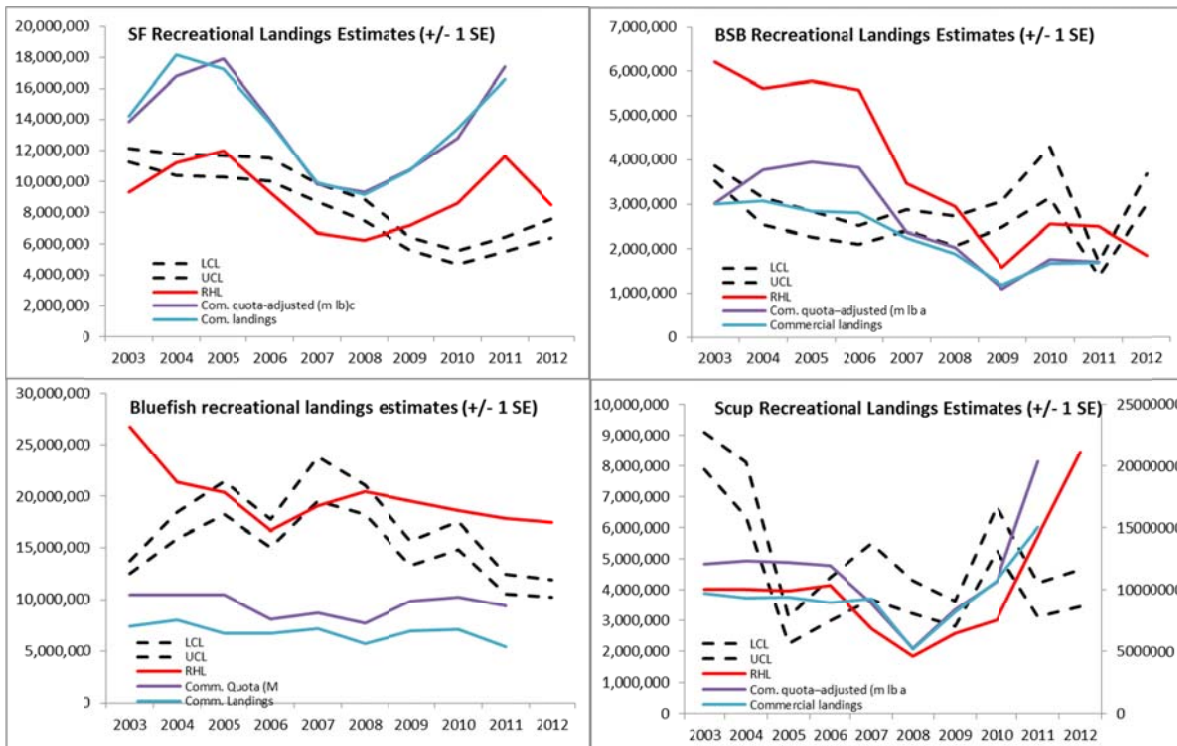 SF Recreational Landings Estimates (+/- 1 SE)
20,000,000
18,000,000
16,000,000
14,000,000
12,000,000
10,000,000
8,000,000
6,000,000
4,000,000
2,000,000
0
LCL
UCL
RHL
Com. cuota-adjusted (m lb)c
Com. landings
2003 2004 2005 2006 2007 2008 2009 2010 2011 2012
BSB Recreational Landings Estimates (+/- 1 SE)
7,000,000
6,000,000
5,000,000
4,000,000
3,000,000
2,000,000
1,000,000
0
LCL
UCL
RHL
Com. quota–adjusted (m lb a
Commercial landings
2003 2004 2005 2006 2007 2008 2009 2010 2011 2012
Bluefish recreational landings estimates (+/- 1 SE)
30,000,000
25,000,000
20,000,000
15,000,000
10,000,000
5,000,000
0
LCL
UCL
RHL
Comm. Quota (M
Comm. Landings
2003 2004 2005 2006 2007 2008 2009 2010 2011 2012
Scup Recreational Landings Estimates (+/- 1 SE)
10,000,000
9,000,000
8,000,000
7,000,000
6,000,000
5,000,000
4,000,000
3,000,000
2,000,000
1,000,000
0
LCL
UCL
RHL
Com. quota–adjusted (m lb a
Commercial landings
25000000
20000000
15000000
10000000
5000000
0
2003 2004 2005 2006 2007 2008 2009 2010 2011 2012